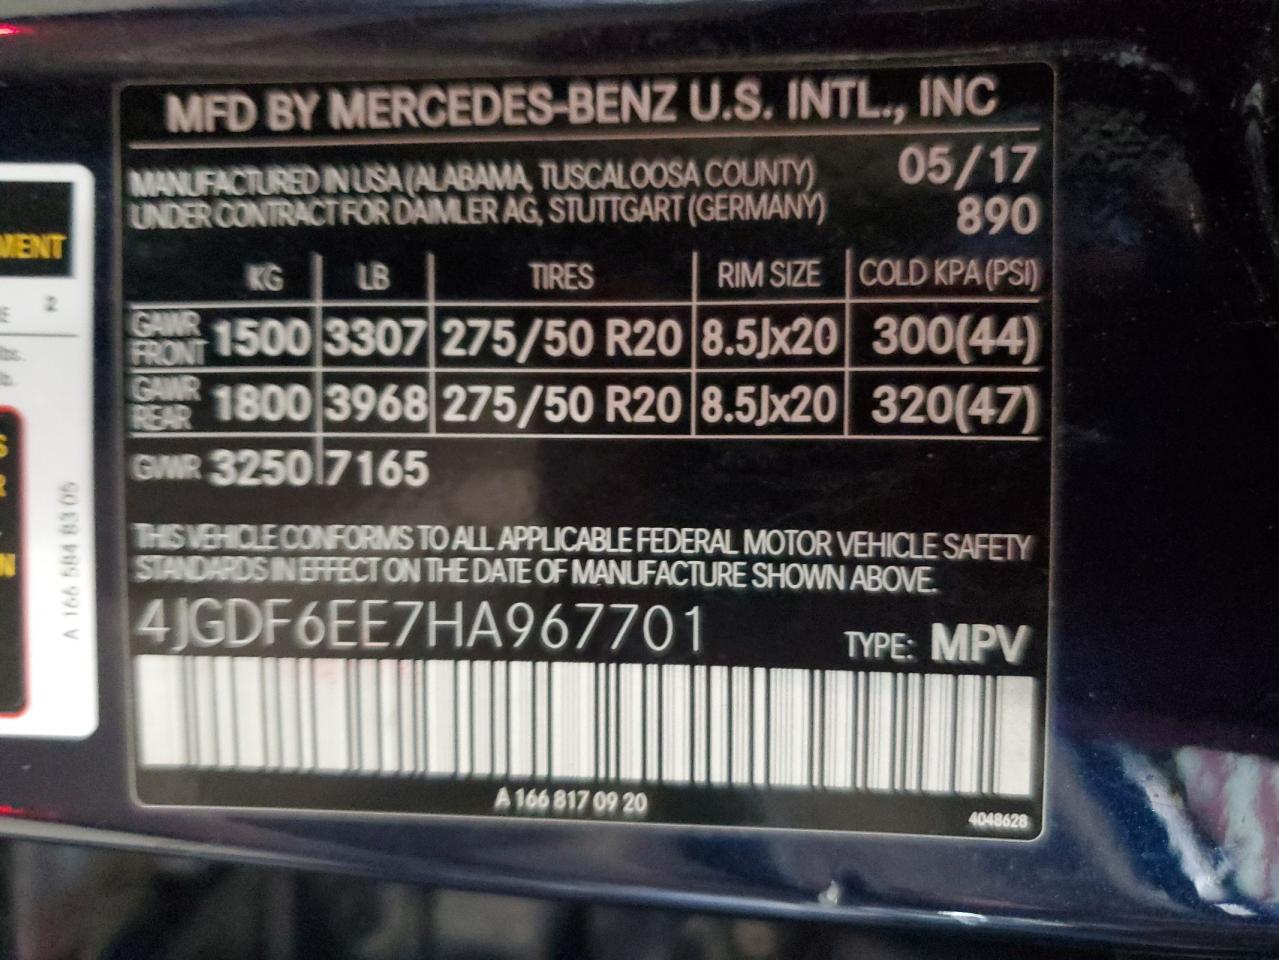 MFD BY MERCEDES-BENZ U.S. INTL., INC
MANUFACTURED IN USA (ALABAMA, TUSCALOOSA COUNTY) 05/17
UNDER CONTRACT FOR DAIMLER AG, STUTTGART (GERMANY) 890
KG LB TIRES RIM SIZE COLD KPA (PSI)
GAWR FRONT 1500 3307 275/50 R20 8.5Jx20 300(44)
GAWR REAR 1800 3968 275/50 R20 8.5Jx20 320(47)
GVWR 3250 7165
THIS VEHICLE CONFORMS TO ALL APPLICABLE FEDERAL MOTOR VEHICLE SAFETY
STANDARDS IN EFFECT ON THE DATE OF MANUFACTURE SHOWN ABOVE.
4JGDF6EE7HA967701 TYPE: MPV
A 166 817 09 20
4048628
2
A 166 584 83 05